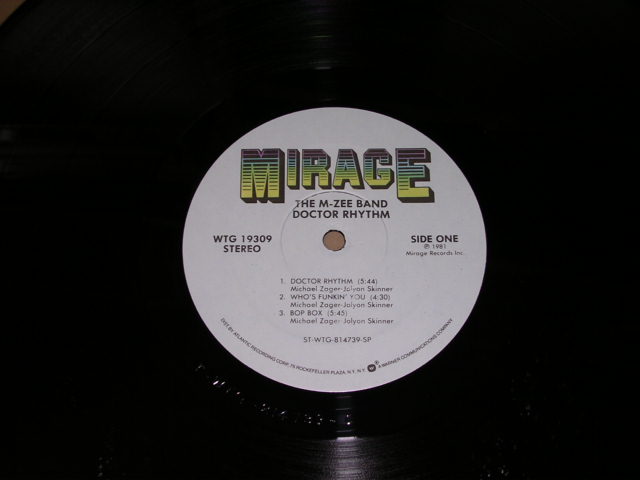 MIRAGE
THE M-ZEE BAND
DOCTOR RHYTHM
WTG 19309
STEREO
SIDE ONE
℗ 1981
Mirage Records Inc.
1. DOCTOR RHYTHM (5:44)
Michael Zager-Jolyon Skinner
2. WHO'S FUNKIN' YOU (4:30)
Michael Zager-Jolyon Skinner
3. BOP BOX (5:45)
Michael Zager-Jolyon Skinner
ST-WTG-814739-SP
DIST. BY ATLANTIC RECORDING CORP., 75 ROCKEFELLER PLAZA, N.Y., N.Y. W ® A WARNER COMMUNICATIONS COMPANY